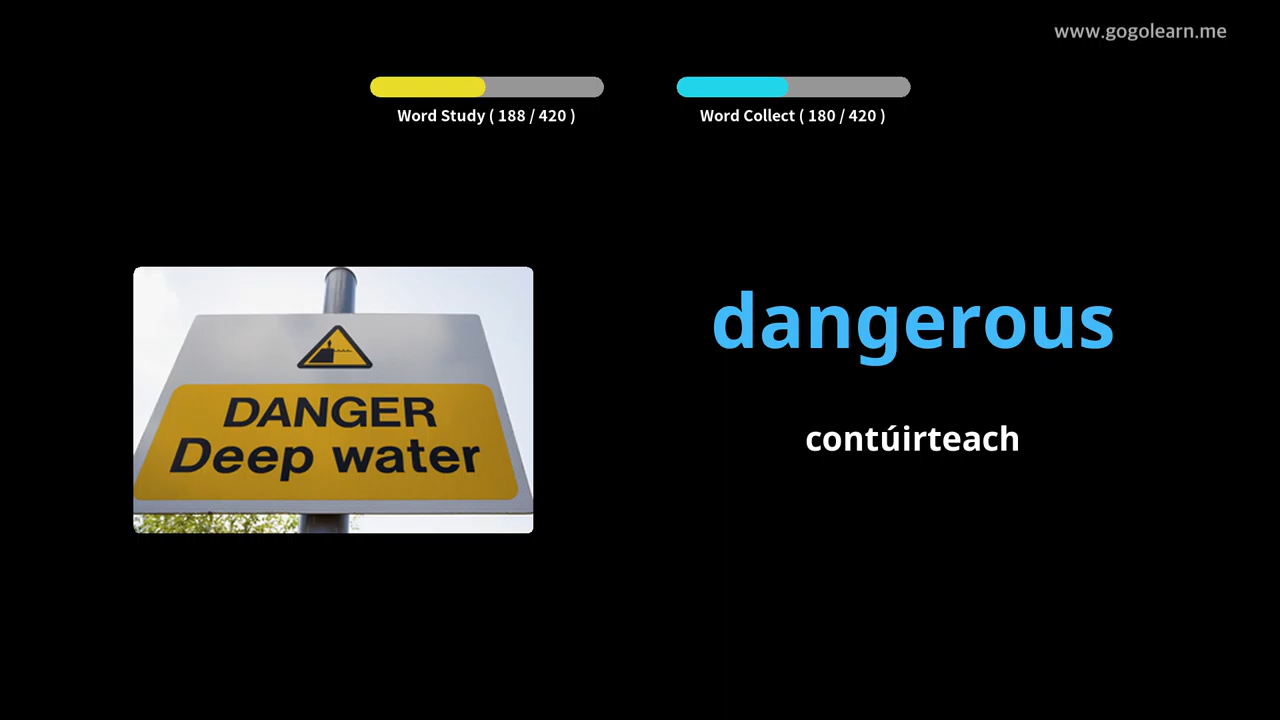 www.gogolearn.me
Word Study ( 188 / 420 )
Word Collect ( 180 / 420 )
DANGER
Deep water
dangerous
contúirteach